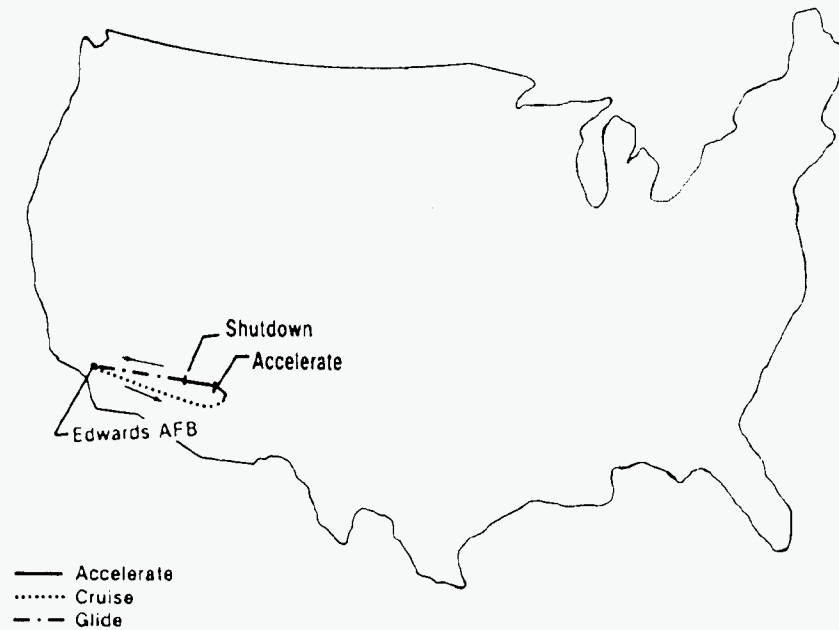 Shutdown
Accelerate
Edwards AFB
Accelerate
Cruise
Glide